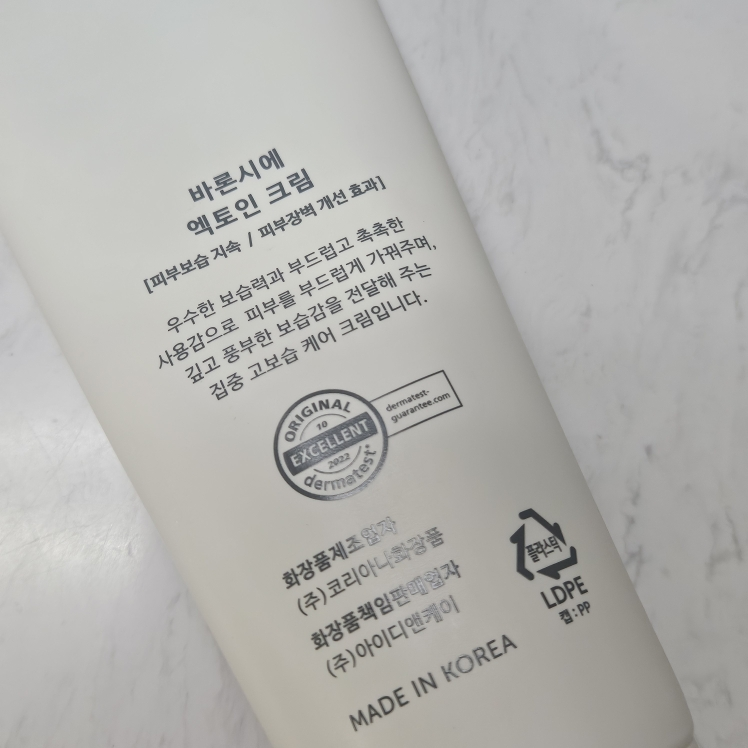 바론시에
엑토인 크림
[피부보습 지속 / 피부장벽 개선 효과]
우수한 보습력과 부드럽고 촉촉한
사용감으로 피부를 부드럽게 가꿔주며,
깊고 풍부한 보습감을 전달해 주는
집중 고보습 케어 크림입니다.
ORIGINAL
10
EXCELLENT
2022
dermatest®
dermatest-
guarantee.com
화장품제조업자
(주)코리아나화장품
화장품책임판매업자
(주)아이디앤케이
MADE IN KOREA
플라스틱
LDPE
캡:PP